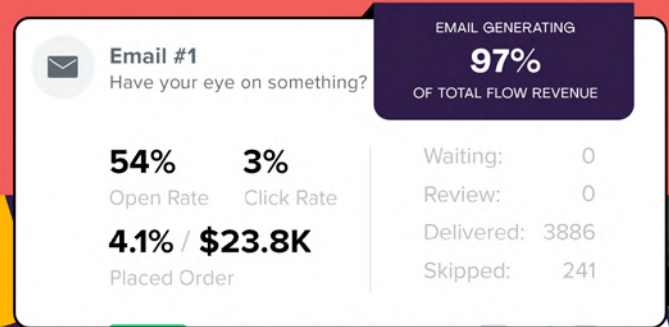 EMAIL GENERATING
97%
OF TOTAL FLOW REVENUE
Email #1
Have your eye on something?
54% 3%
Open Rate Click Rate
4.1% / $23.8K
Placed Order
Waiting: 0
Review: 0
Delivered: 3886
Skipped: 241